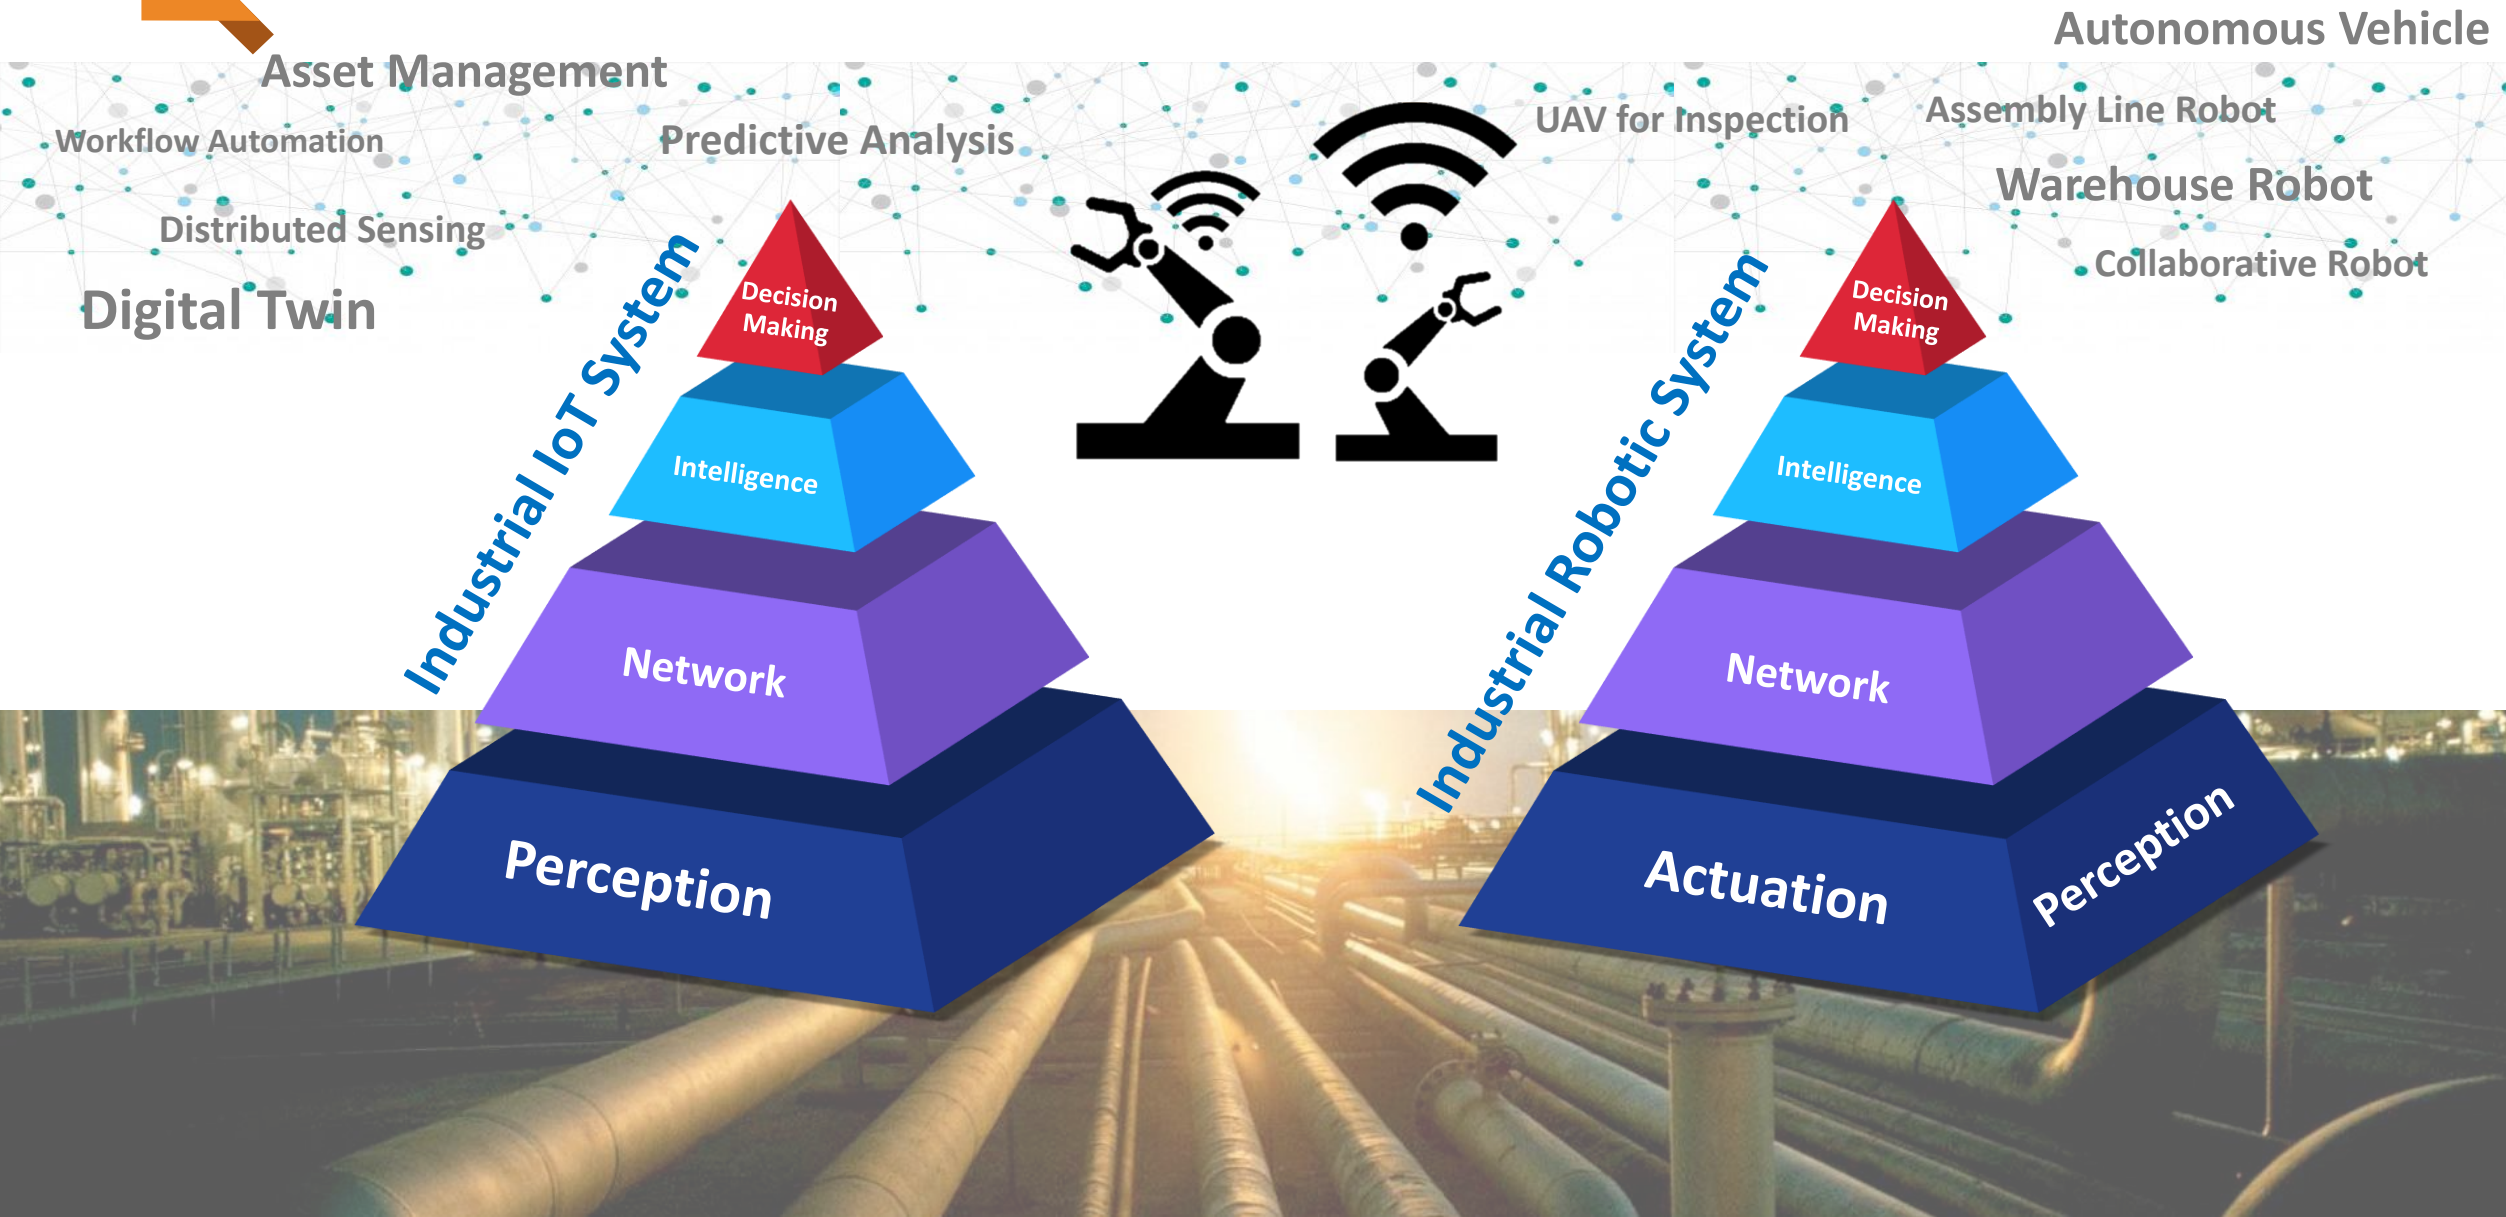 Autonomous Vehicle
Asset Management
Workflow Automation
Predictive Analysis
UAV for Inspection
Assembly Line Robot
Warehouse Robot
Distributed Sensing
Collaborative Robot
Digital Twin
Industrial IoT System
Decision
Making
Intelligence
Network
Perception
Industrial Robotic System
Decision
Making
Intelligence
Network
Actuation
Perception